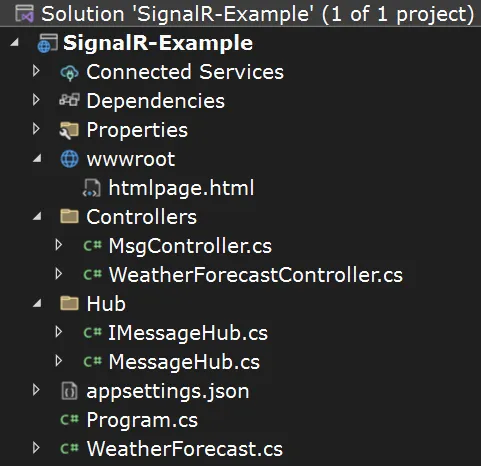 Solution 'SignalR-Example' (1 of 1 project)
SignalR-Example
Connected Services
Dependencies
Properties
wwwroot
htmlpage.html
Controllers
C# MsgController.cs
C# WeatherForecastController.cs
Hub
C# IMessageHub.cs
C# MessageHub.cs
appsettings.json
C# Program.cs
C# WeatherForecast.cs